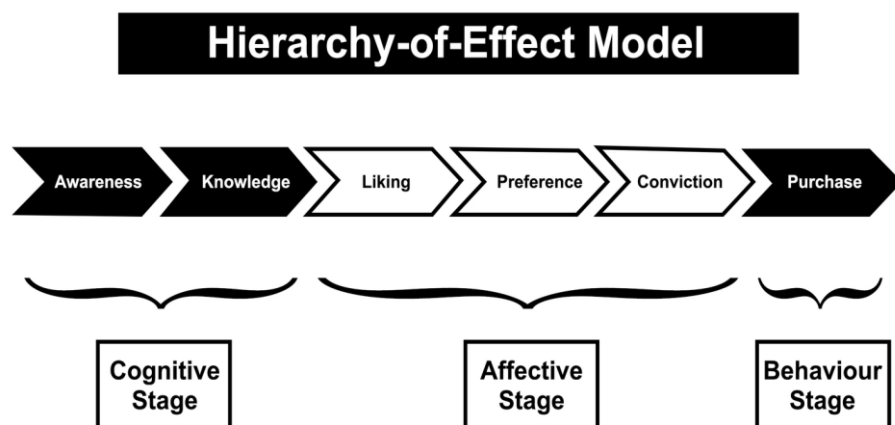 Hierarchy-of-Effect Model
Awareness
Knowledge
Liking
Preference
Conviction
Purchase
Cognitive
Stage
Affective
Stage
Behaviour
Stage